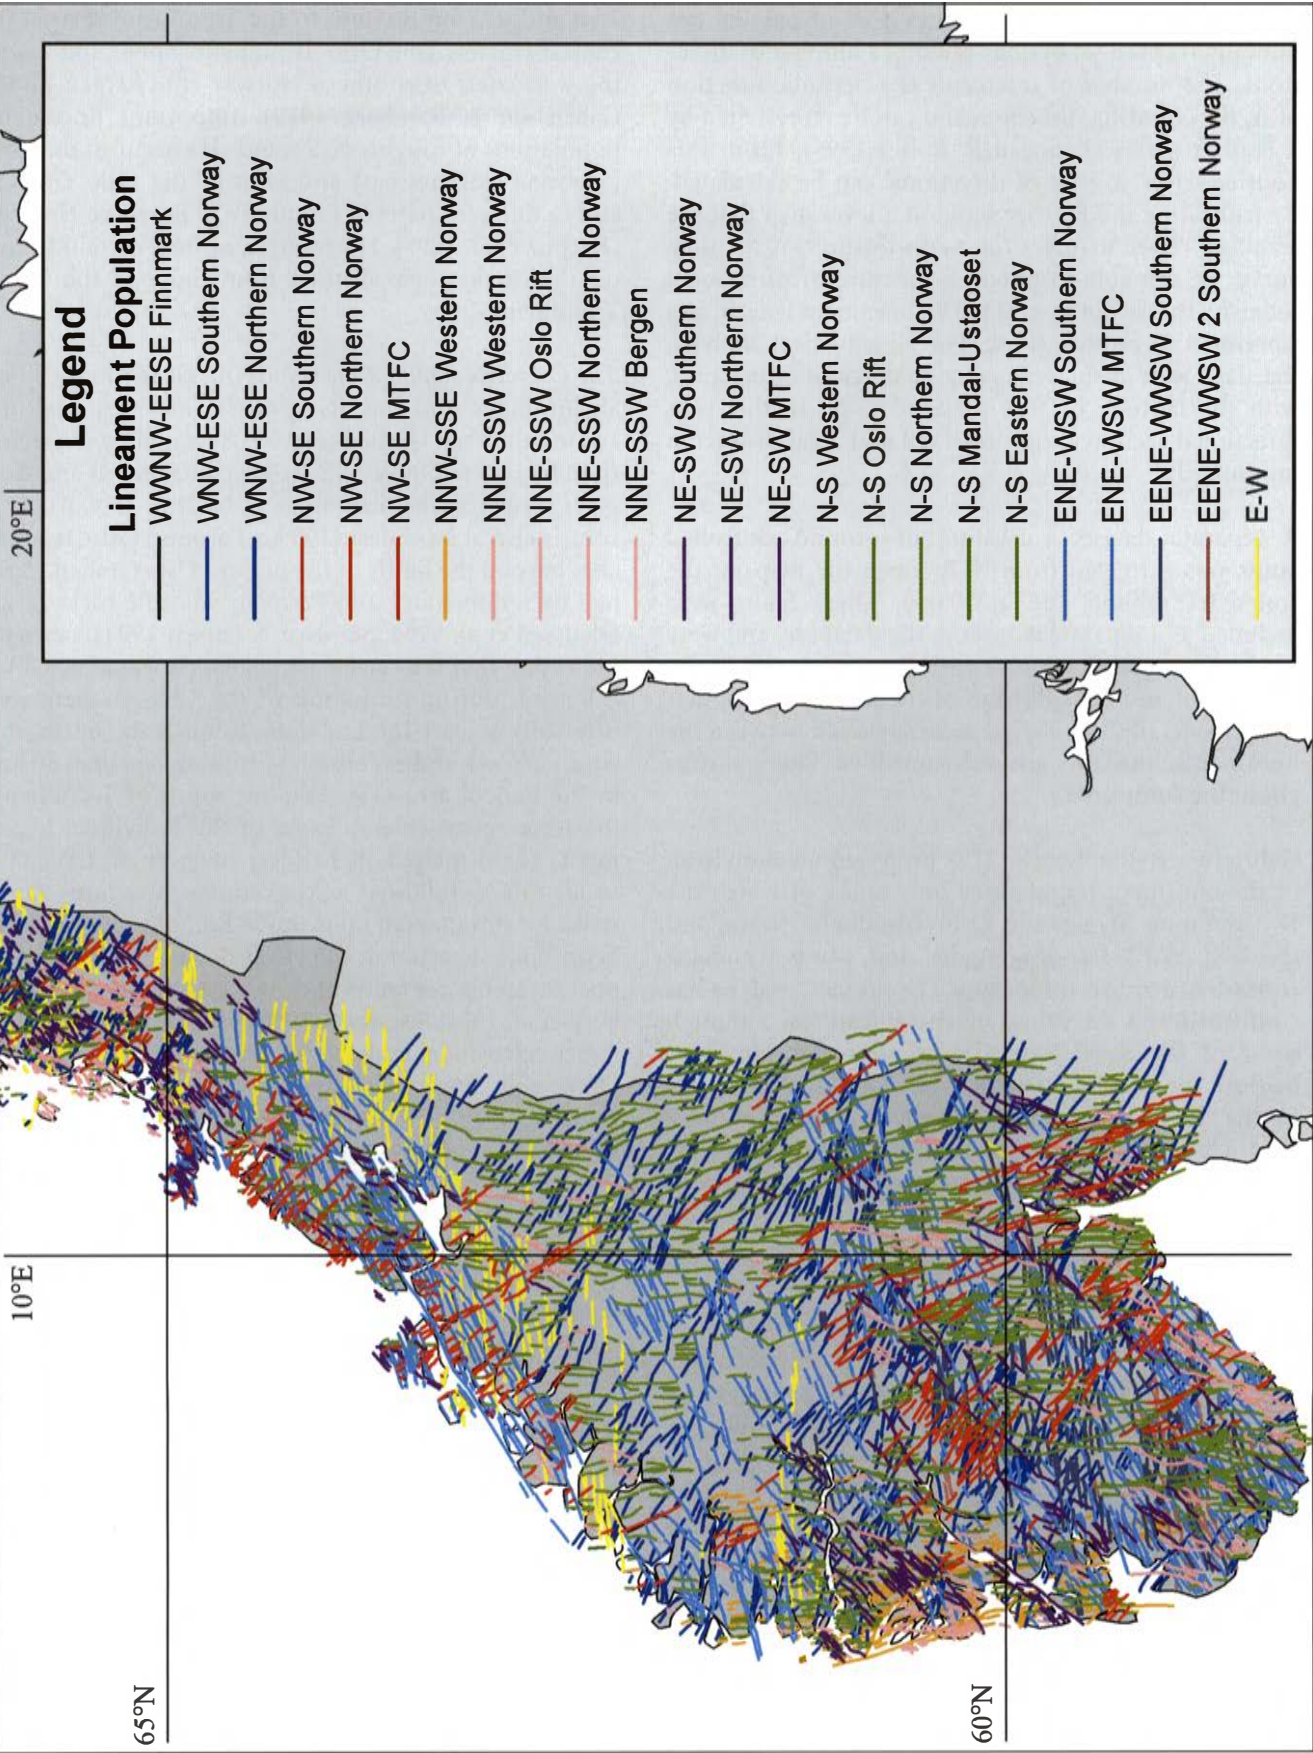 Legend
Lineament Population
WWNW-EESE Finnmark
WNW-ESE Southern Norway
WNW-ESE Northern Norway
NW-SE Southern Norway
NW-SE Northern Norway
NW-SE MTFC
NNW-SSE Western Norway
NNE-SSW Western Norway
NNE-SSW Oslo Rift
NNE-SSW Northern Norway
NNE-SSW Bergen
NE-SW Southern Norway
NE-SW Northern Norway
NE-SW MTFC
N-S Western Norway
N-S Oslo Rift
N-S Northern Norway
N-S Mandal-Ustaoset
N-S Eastern Norway
ENE-WSW Southern Norway
ENE-WSW MTFC
EENE-WWSW Southern Norway
EENE-WWSW 2 Southern Norway
E-W
20°E
10°E
65°N
60°N